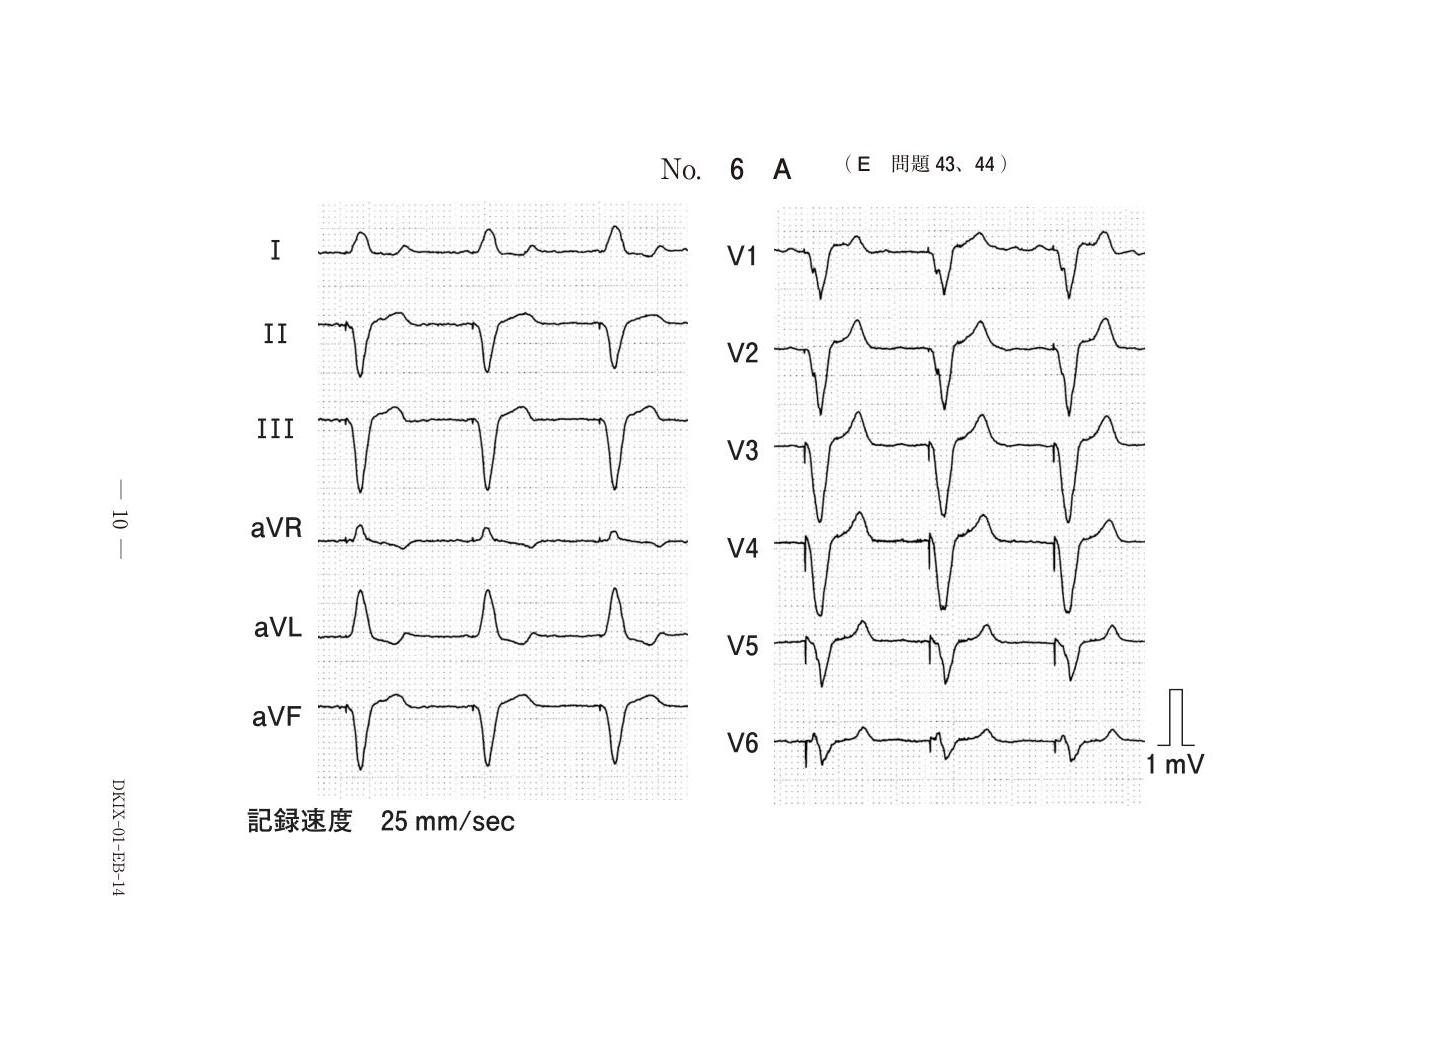 No. 6 A （E 問題 43、44）
I
II
III
aVR
aVL
aVF
記録速度 25 mm/sec
V1
V2
V3
V4
V5
V6
1 mV
— 10 —
DKIX-01-EB-14